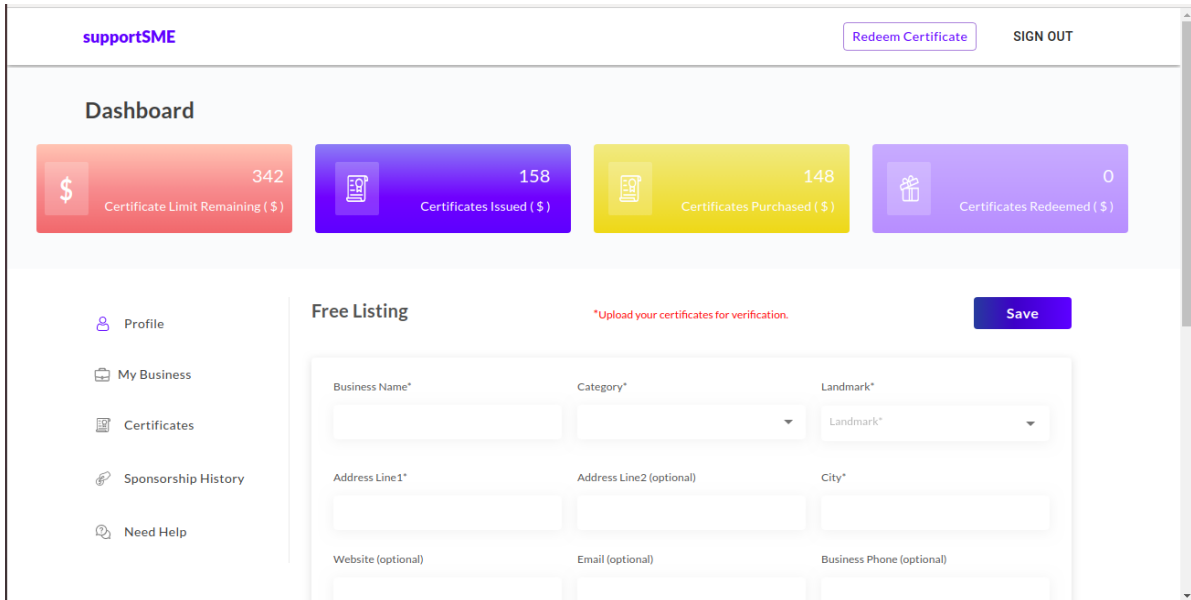 supportSME
Redeem Certificate
SIGN OUT
Dashboard
$
342
Certificate Limit Remaining ( $ )
158
Certificates Issued ( $ )
148
Certificates Purchased ( $ )
0
Certificates Redeemed ( $ )
Profile
My Business
Certificates
Sponsorship History
Need Help
Free Listing
*Upload your certificates for verification.
Save
Business Name*
Category*
Landmark*
Landmark*
Address Line1*
Address Line2 (optional)
City*
Website (optional)
Email (optional)
Business Phone (optional)